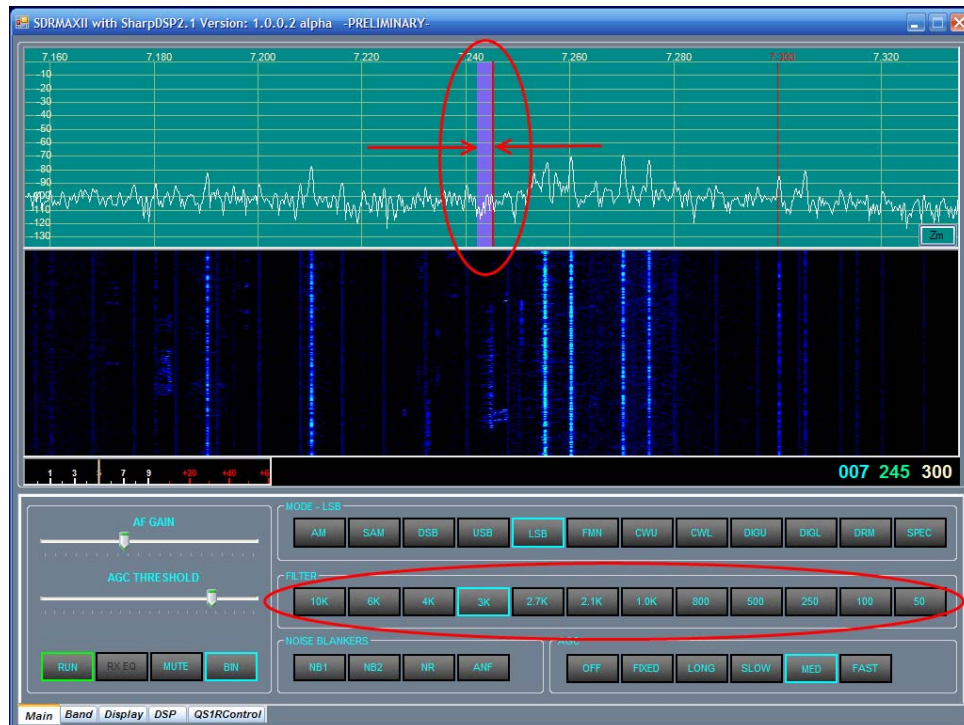 SDRMAXII with SharpDSP2.1 Version: 1.0.0.2 alpha -PRELIMINARY-
7.160 7.180 7.200 7.220 7.240 7.260 7.280 7.300 7.320
-10
-20
-30
-40
-50
-60
-70
-80
-90
-100
-110
-120
-130
Zm
1 3 5 7 9 +20 +40 +6
007 245 300
MODE - LSB
AF GAIN
AM SAM DSB USB LSB FMN CWU CWL DIGU DIGL DRM SPEC
AGC THRESHOLD
FILTER
10K 6K 4K 3K 2.7K 2.1K 1.0K 800 500 250 100 50
NOISE BLANKERS AGC
RUN RX EQ MUTE BIN NB1 NB2 NR ANF OFF FIXED LONG SLOW MED FAST
Main Band Display DSP QS1RControl